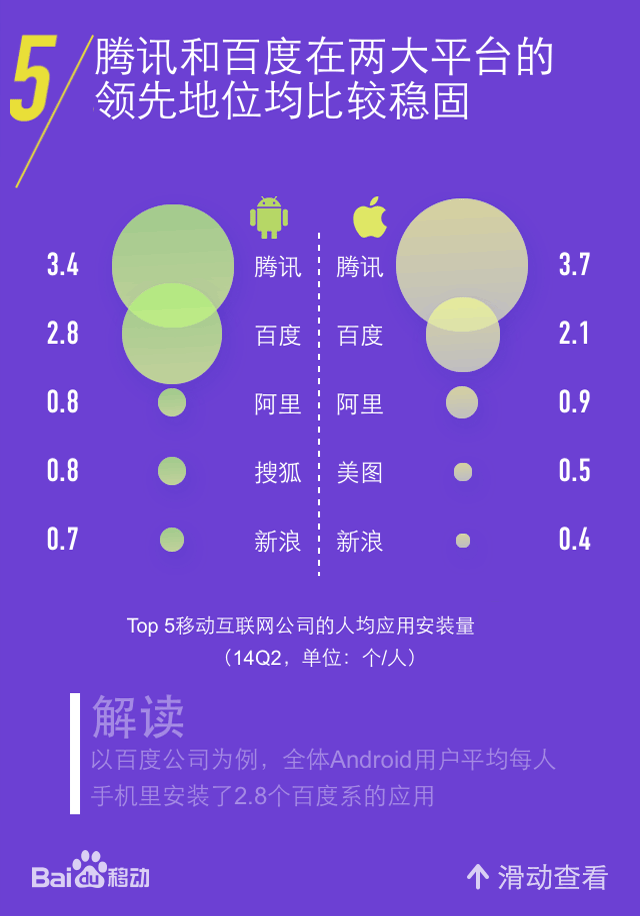 5
腾讯和百度在两大平台的
领先地位均比较稳固
3.4 腾讯 腾讯 3.7
2.8 百度 百度 2.1
0.8 阿里 阿里 0.9
0.8 搜狐 美图 0.5
0.7 新浪 新浪 0.4
Top 5移动互联网公司的人均应用安装量
（14Q2，单位：个/人）
解读
以百度公司为例，全体Android用户平均每人
手机里安装了2.8个百度系的应用
Baidu移动
滑动查看